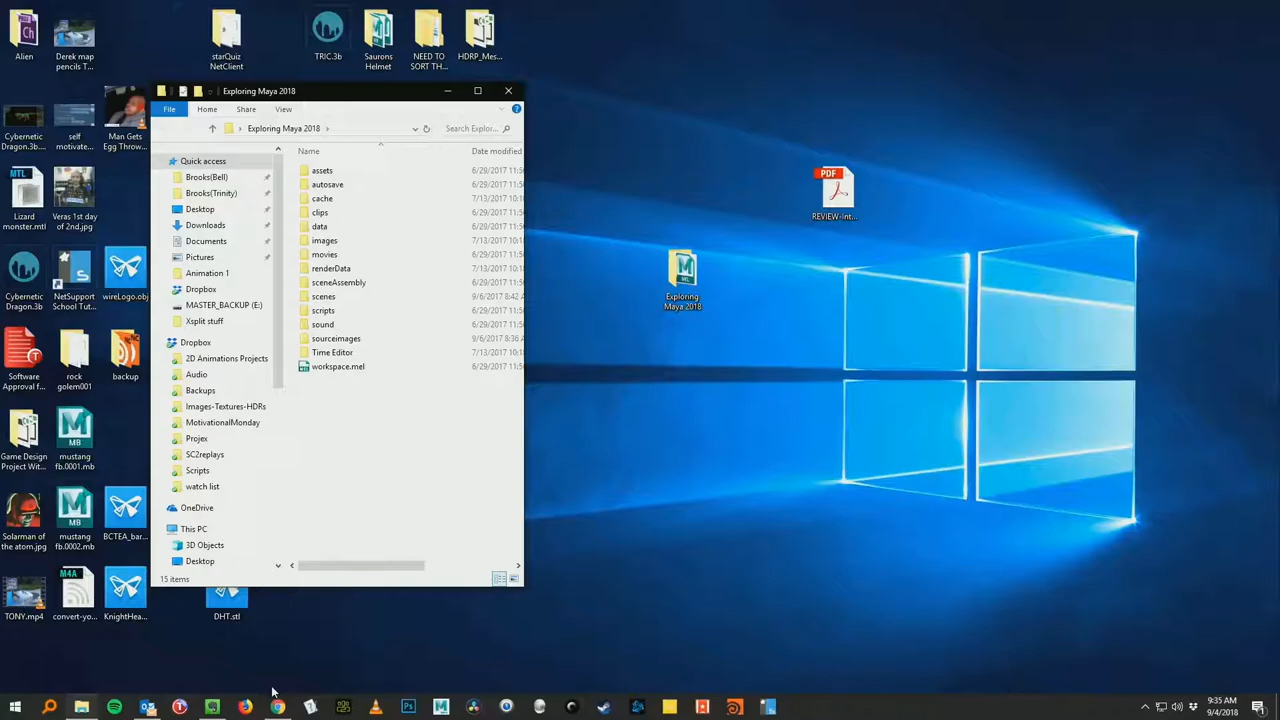 Alien
Derek map
pencils T...
starQuiz
NetClient
TRIC.3b
Saurons
Helmet
NEED TO
SORT TH...
HDRP_Mes...
Exploring Maya 2018
File
Home
Share
View
Exploring Maya 2018
Search Explor...
Name
Date modified
Quick access
Brooks(Bell)
Brooks(Trinity)
Desktop
Downloads
Documents
Pictures
Animation 1
Dropbox
MASTER_BACKUP (E:)
Xsplit stuff
Dropbox
2D Animations Projects
Audio
Backups
Images-Textures-HDRs
MotivationalMonday
Projex
SC2replays
Scripts
watch list
OneDrive
This PC
3D Objects
Desktop
assets 6/29/2017 11:5
autosave 6/29/2017 11:5
cache 7/13/2017 10:1
clips 6/29/2017 11:5
data 6/29/2017 11:5
images 7/13/2017 10:1
movies 6/29/2017 11:5
renderData 7/13/2017 10:1
sceneAssembly 6/29/2017 11:5
scenes 9/6/2017 8:42
scripts 6/29/2017 11:5
sound 6/29/2017 11:5
sourceimages 9/6/2017 8:36
Time Editor 7/13/2017 10:1
workspace.mel 6/29/2017 11:5
15 items
Cybernetic
Dragon.3b...
self
motivate...
Man Gets
Egg Throw...
MTL
Lizard
monster.mtl
Veras 1st day
of 2nd.jpg
Cybernetic
Dragon.3b
NetSupport
School Tut...
wireLogo.obj
Software
Approval f...
rock
golem001
backup
Game Design
Project Wit...
MB
mustang
fb.0001.mb
Solarman of
the atom.jpg
MB
mustang
fb.0002.mb
BCTEA_bar...
TONY.mp4
M4A
convert-yo...
KnightHea...
DHT.stl
PDF
REVIEW-Int...
MEL
Exploring
Maya 2018
9:35 AM
9/4/2018